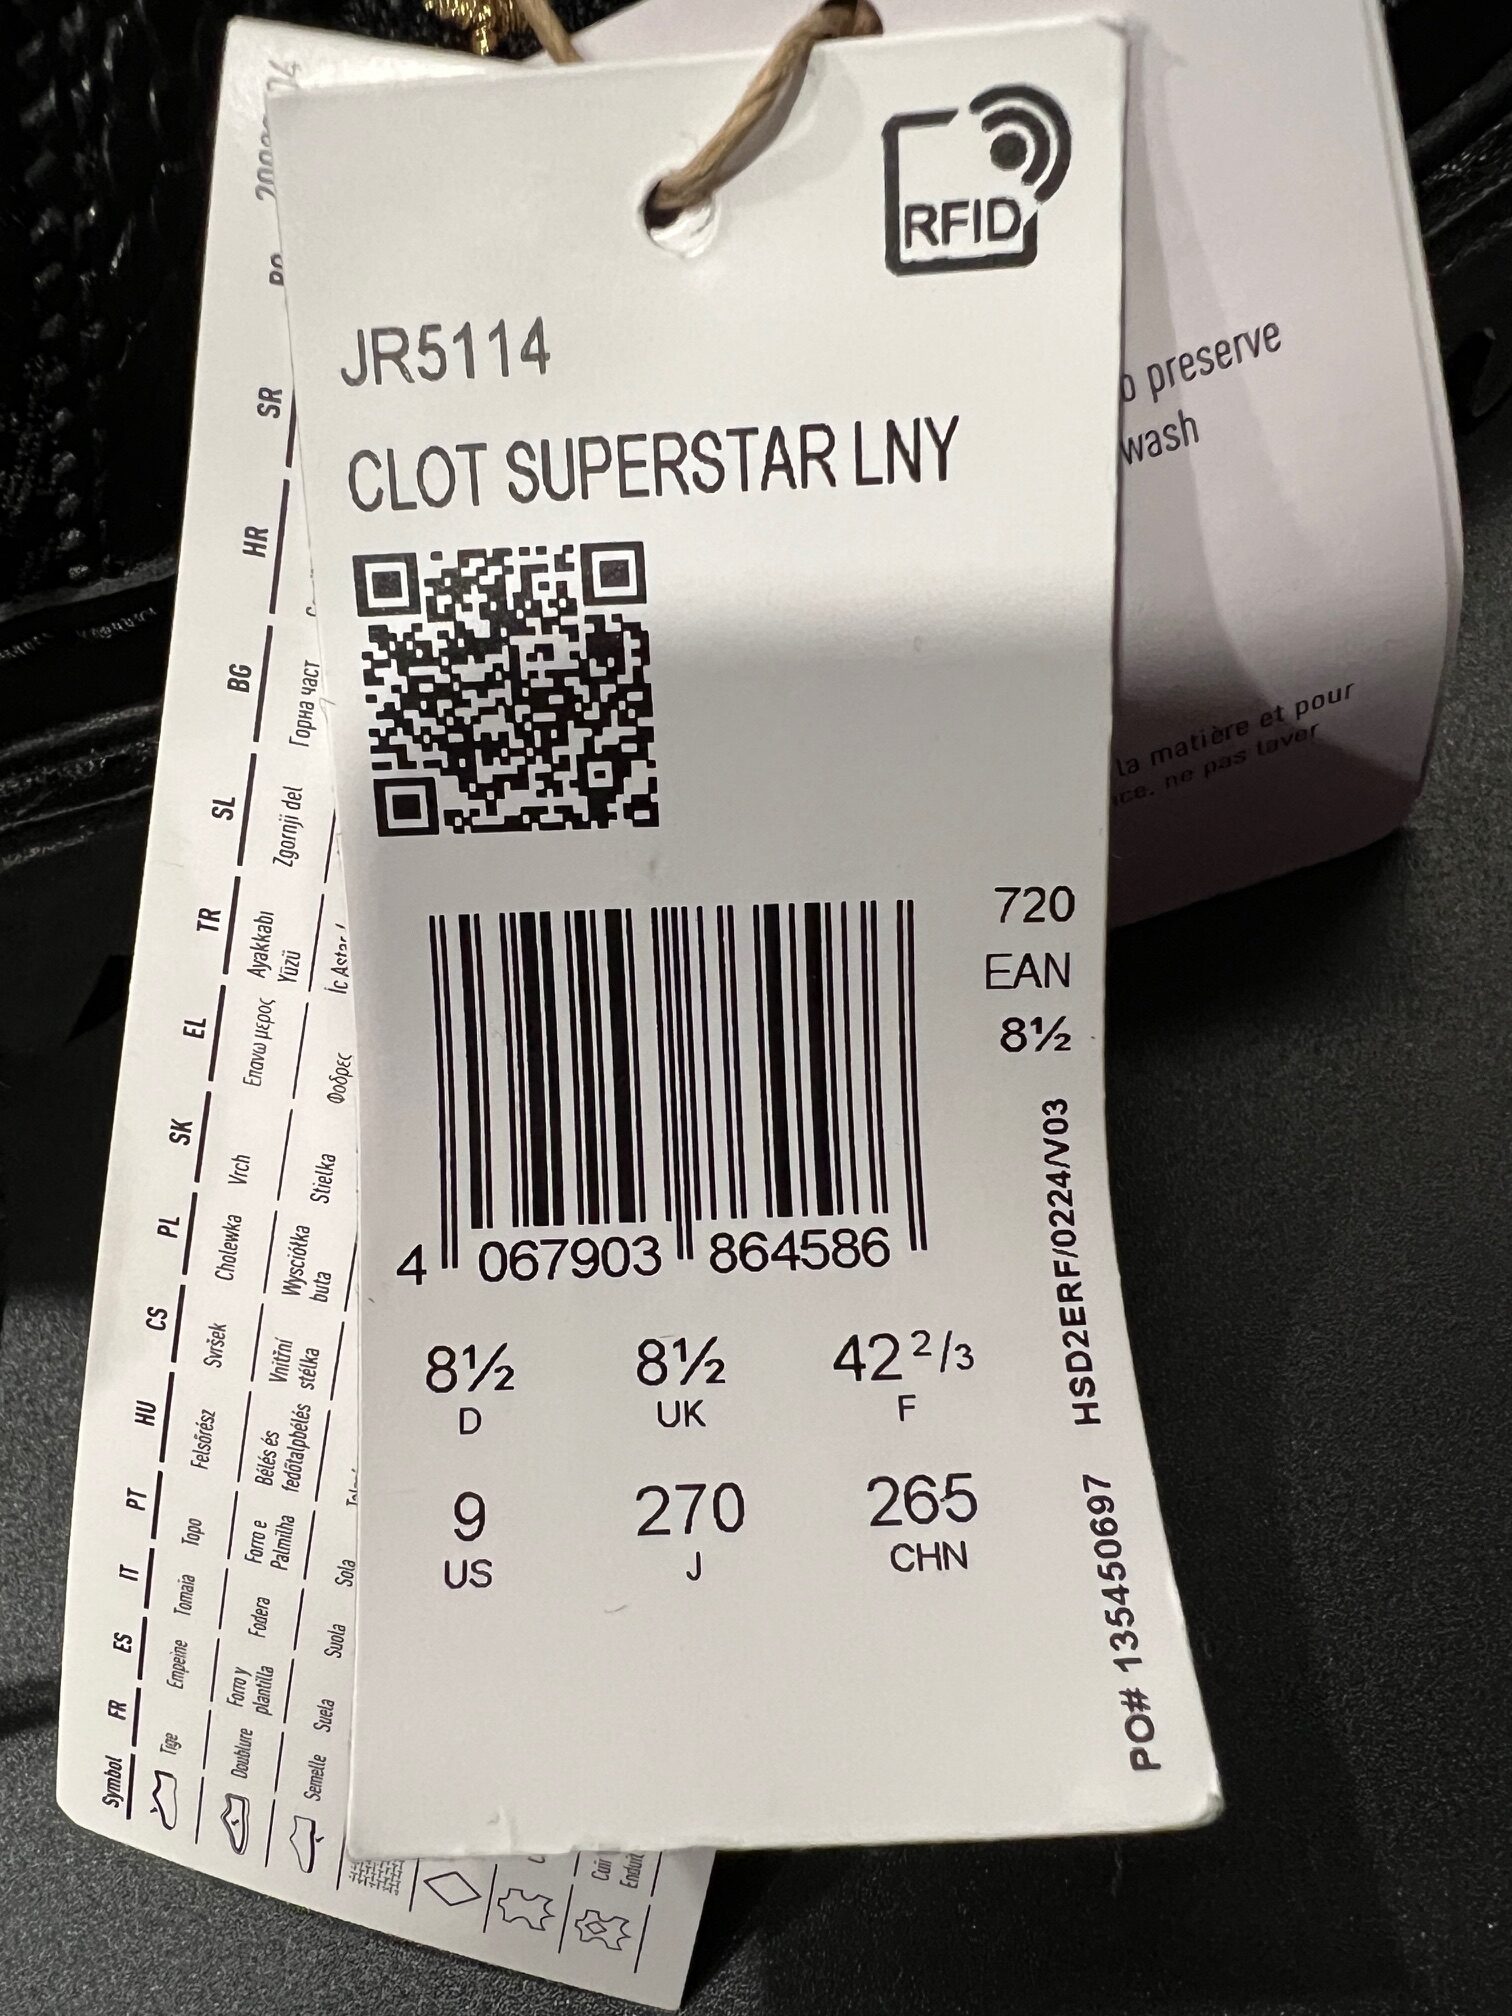 RFID
JR5114
CLOT SUPERSTAR LNY
720
EAN
8½
4 067903 864586
8½ 8½ 42 2/3
D UK F
9 270 265
US J CHN
HSD2ERF/0224/V03
PO# 135450697
preserve
wash
la matière et pour
ne pas laver
Symbol FR ES IT PT HU CS PL SK EL TR SL BG HR SR
Tige Empeine Tomaia Topo Felsőrész Svršek Cholewka Vrch Επανω μερος Ayakkabı Yüzü Zgornji del Горна част
Doublure Forro y plantilla Fodera Forro e Palmilha Bélés és fedőtalpbélés Vnitřní stélka Wysciółka buta Stielka Φοδρες
Semelle Suela Suola Sola
Cuir
Enduit